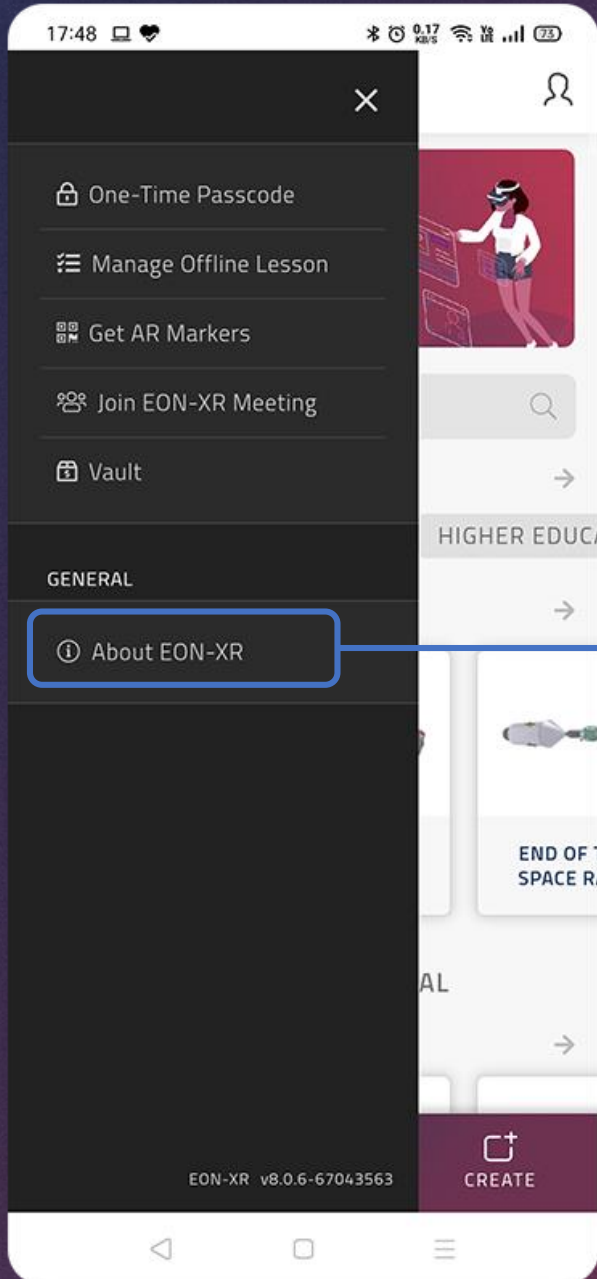 17:48
0.17
KB/S
Vo
LTE
73
One-Time Passcode
Manage Offline Lesson
Get AR Markers
Join EON-XR Meeting
Vault
HIGHER EDUCA
GENERAL
About EON-XR
END OF T
SPACE RA
AL
EON-XR v8.0.6-67043563
CREATE